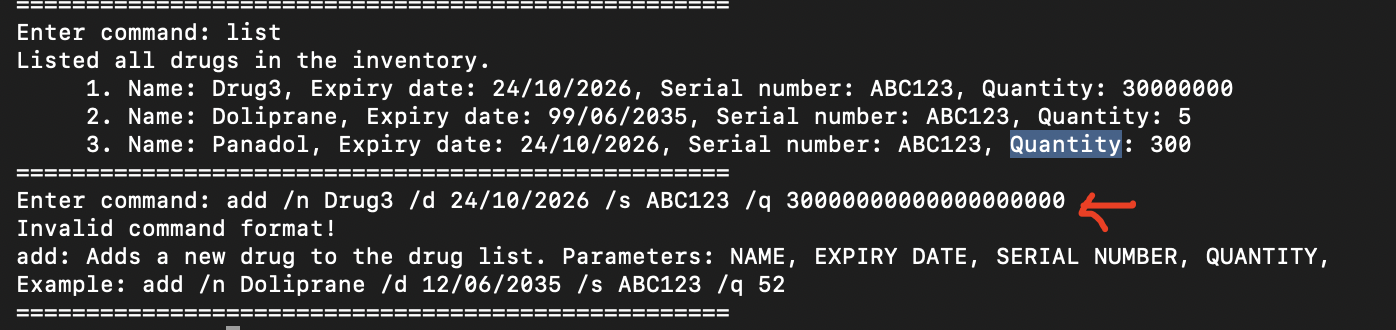 ===================================================
Enter command: list
Listed all drugs in the inventory.
1. Name: Drug3, Expiry date: 24/10/2026, Serial number: ABC123, Quantity: 30000000
2. Name: Doliprane, Expiry date: 99/06/2035, Serial number: ABC123, Quantity: 5
3. Name: Panadol, Expiry date: 24/10/2026, Serial number: ABC123, Quantity: 300
===================================================
Enter command: add /n Drug3 /d 24/10/2026 /s ABC123 /q 30000000000000000000
Invalid command format!
add: Adds a new drug to the drug list. Parameters: NAME, EXPIRY DATE, SERIAL NUMBER, QUANTITY,
Example: add /n Doliprane /d 12/06/2035 /s ABC123 /q 52
===================================================